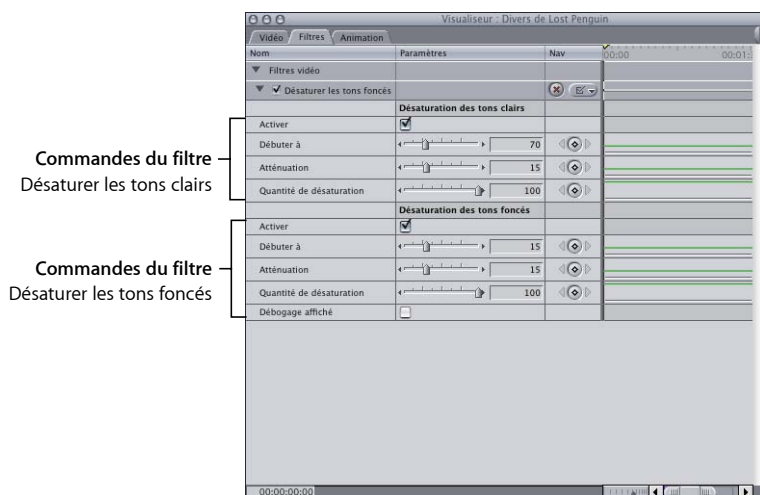 Visualiseur : Divers de Lost Penguin
Vidéo Filtres Animation
Nom Paramètres Nav 00:00 00:01:
Filtres vidéo
Désaturer les tons foncés
Désaturation des tons clairs
Activer
Débuter à 70
Atténuation 15
Quantité de désaturation 100
Désaturation des tons foncés
Activer
Débuter à 15
Atténuation 15
Quantité de désaturation 100
Débogage affiché
00:00:00:00
Commandes du filtre
Désaturer les tons clairs
Commandes du filtre
Désaturer les tons foncés